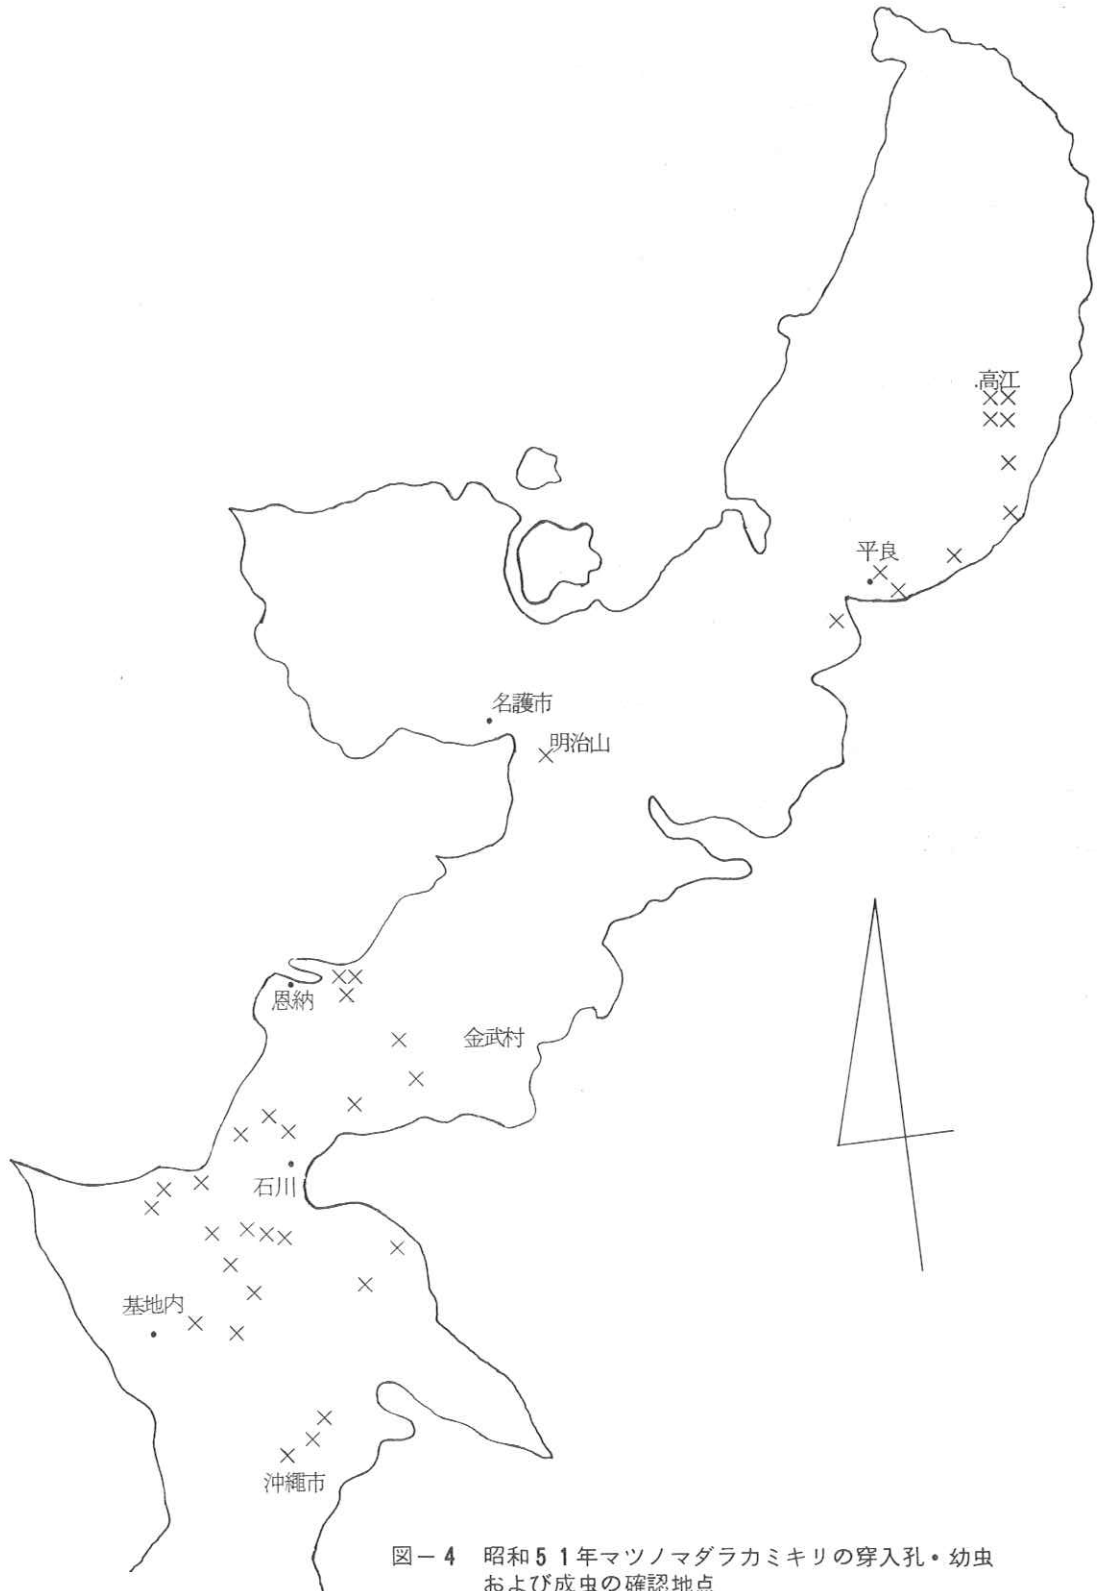 高江
平良
名護市
明治山
恩納
金武村
石川
基地内
沖縄市
図－4 昭和51年マツノマダラカミキリの穿入孔・幼虫
および成虫の確認地点